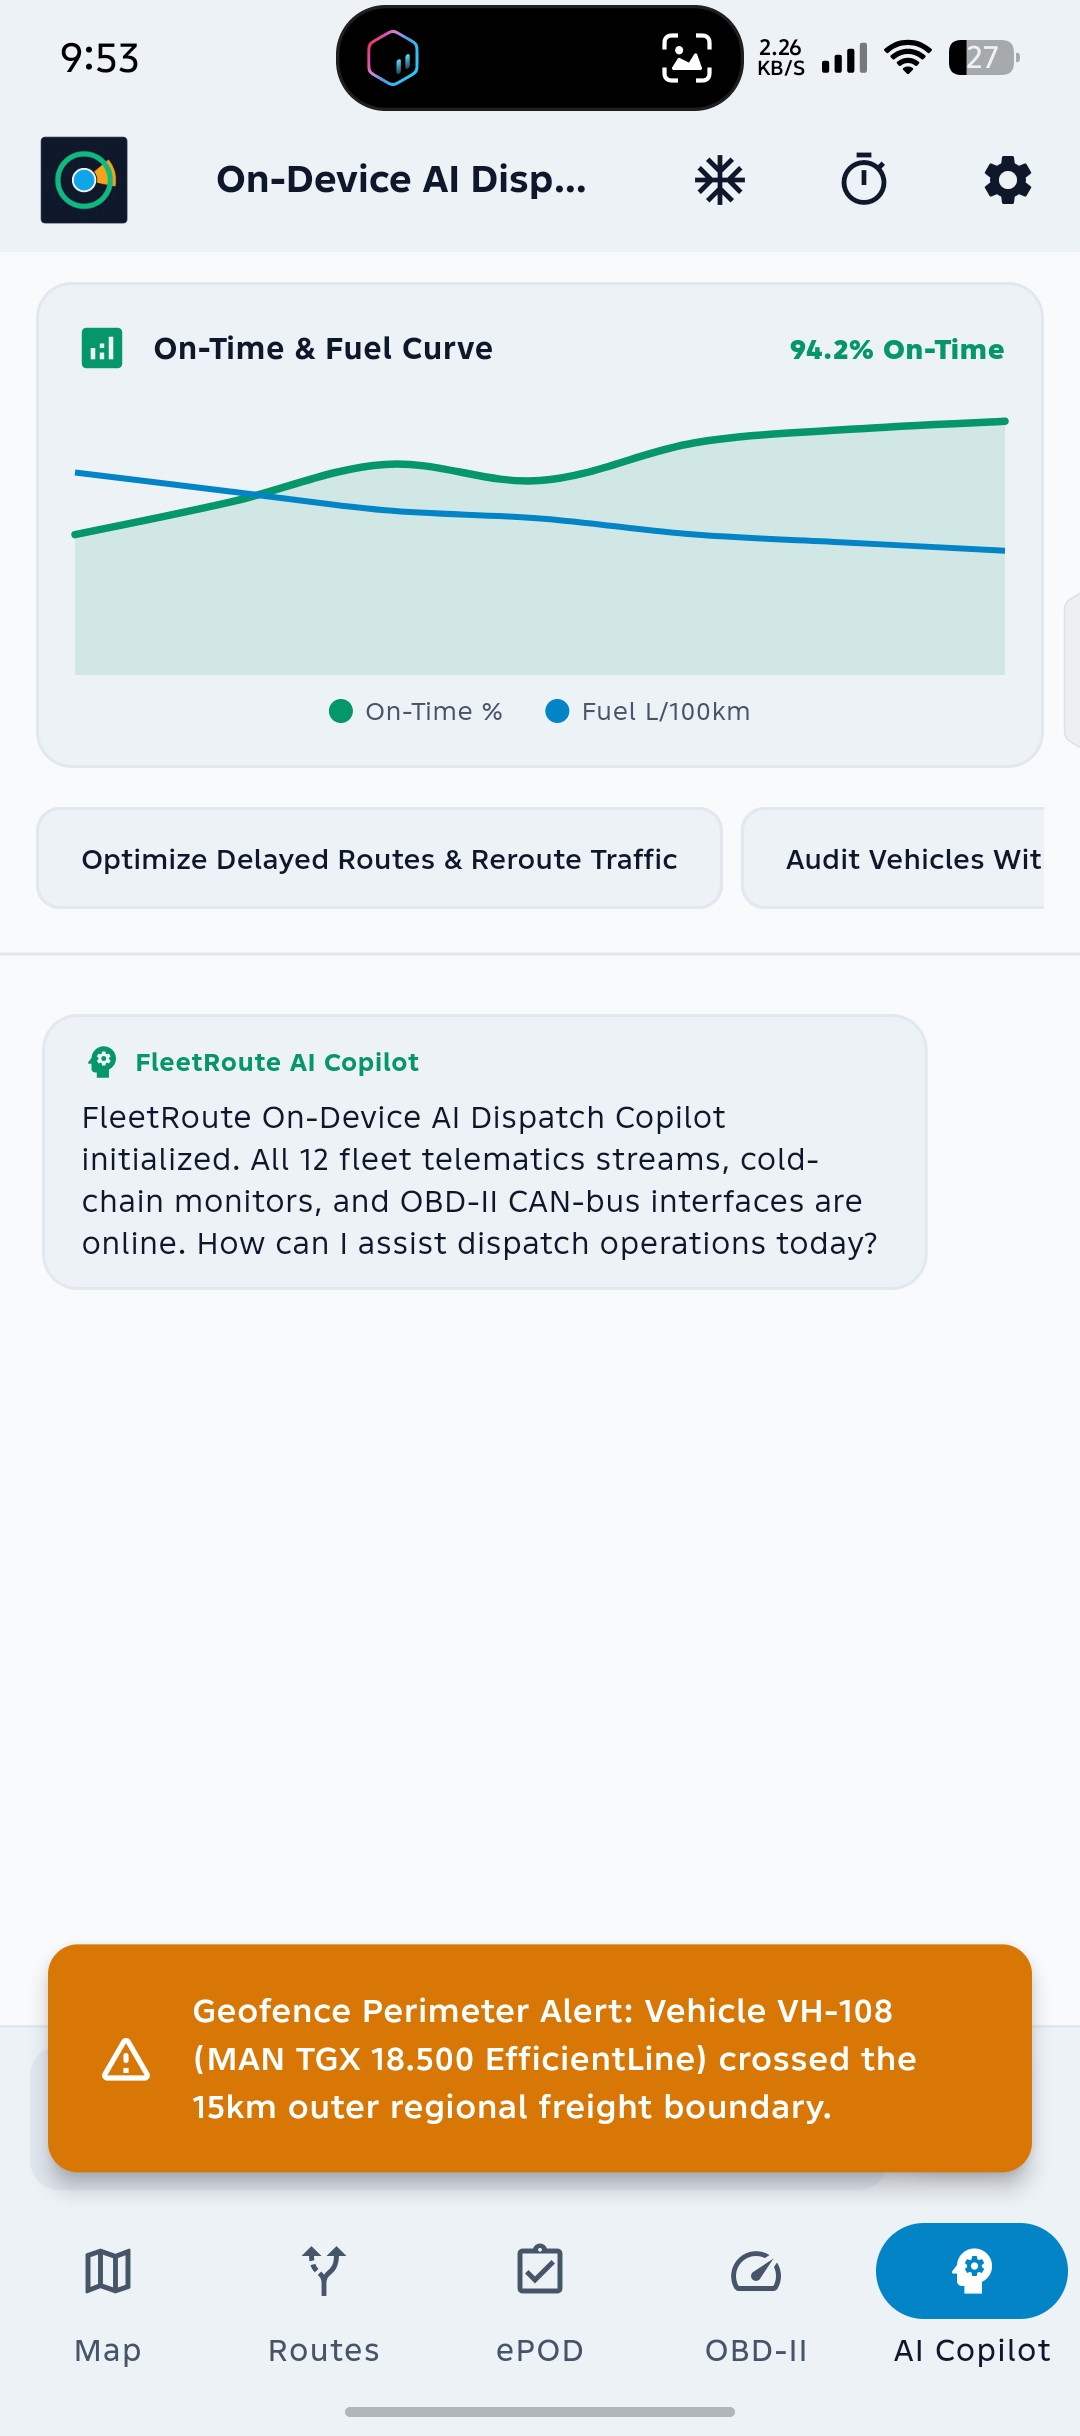 9:53
2.26
KB/S
27
On-Device AI Disp...
On-Time & Fuel Curve
94.2% On-Time
On-Time %
Fuel L/100km
Optimize Delayed Routes & Reroute Traffic
Audit Vehicles Wit
FleetRoute AI Copilot
FleetRoute On-Device AI Dispatch Copilot
initialized. All 12 fleet telematics streams, cold-
chain monitors, and OBD-II CAN-bus interfaces are
online. How can I assist dispatch operations today?
Geofence Perimeter Alert: Vehicle VH-108
(MAN TGX 18.500 EfficientLine) crossed the
15km outer regional freight boundary.
Map
Routes
ePOD
OBD-II
AI Copilot